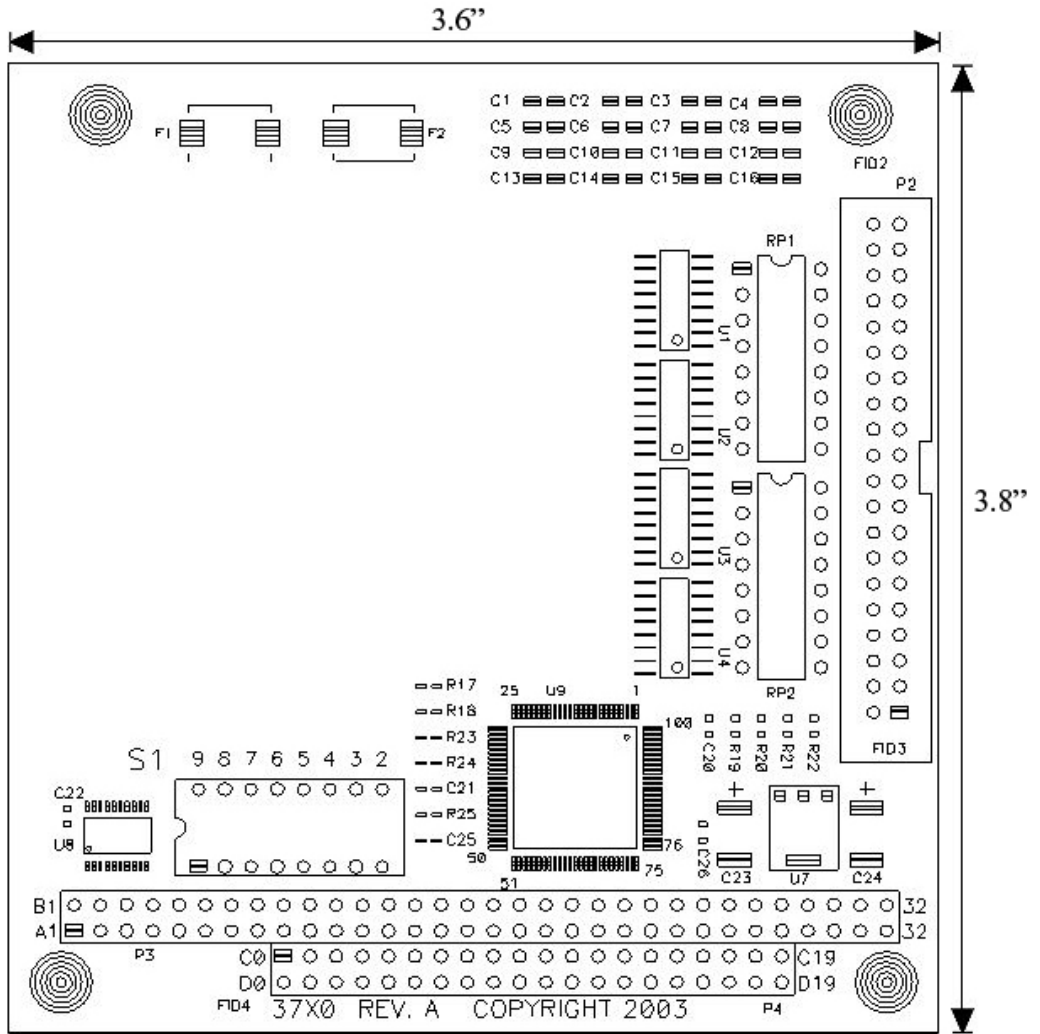 3.6”
F1 F2
C1 C2 C3 C4
C5 C6 C7 C8
C9 C10 C11 C12
C13 C14 C15 C16
FID2
P2
RP1
U1
U2
3.8”
U3
U4
RP2
R17
25 U9 1
R18
100
R23
FID3
R24
C20 R19 R20 R21 R22
S1 9 8 7 6 5 4 3 2
C21
C22
+ +
R25
U8
C25
50 76
C26
75
C23 U7 C24
51
B1 32
A1 32
P3
C0 C19
D0 D19
FID4 37X0 REV. A COPYRIGHT 2003 P4